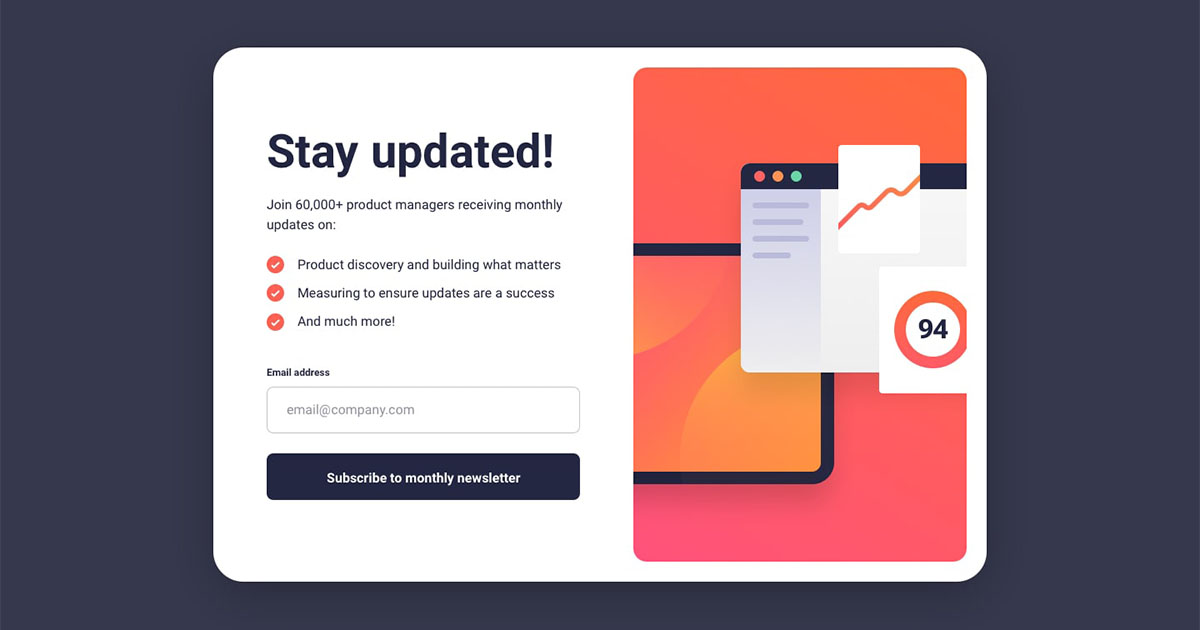 Stay updated!
Join 60,000+ product managers receiving monthly
updates on:
Product discovery and building what matters
Measuring to ensure updates are a success
And much more!
Email address
email@company.com
Subscribe to monthly newsletter
94